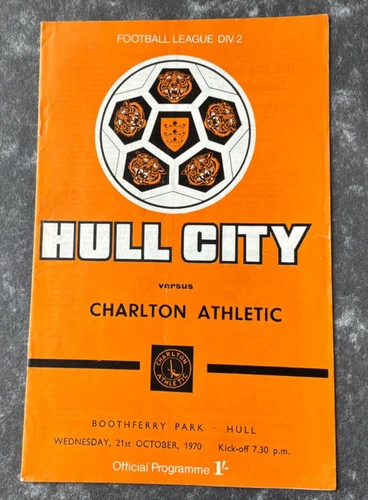 FOOTBALL LEAGUE DIV. 2
HULL CITY
versus
CHARLTON ATHLETIC
CHARLTON
ATHLETIC
BOOTHFERRY PARK · HULL
WEDNESDAY, 21st OCTOBER, 1970 Kick-off 7.30 p.m.
Official Programme 1/-